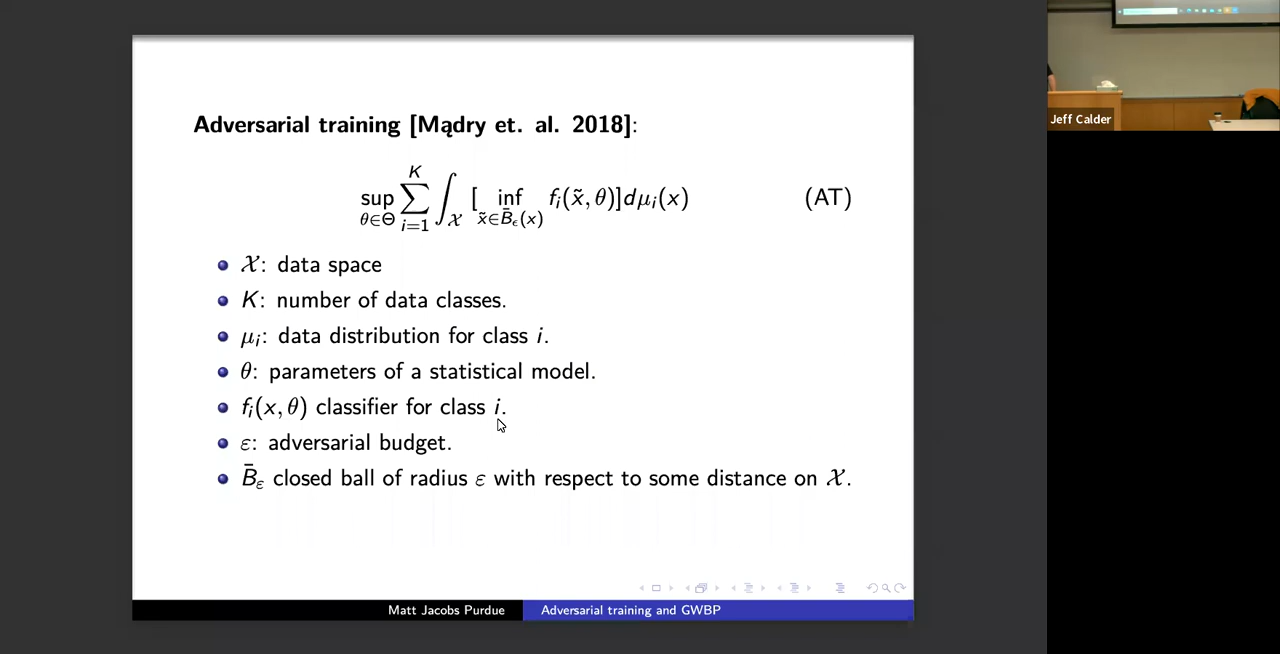 Adversarial training [Mądry et. al. 2018]:
sup_{θ∈Θ} ∑_{i=1}^{K} ∫_𝒳 [ inf_{x̃∈B̄_ϵ(x)} f_i(x̃, θ)]dμ_i(x) (AT)
𝒳: data space
K: number of data classes.
μ_i: data distribution for class i.
θ: parameters of a statistical model.
f_i(x, θ) classifier for class i.
ε: adversarial budget.
B̄_ε closed ball of radius ε with respect to some distance on 𝒳.
Matt Jacobs Purdue
Adversarial training and GWBP
Jeff Calder